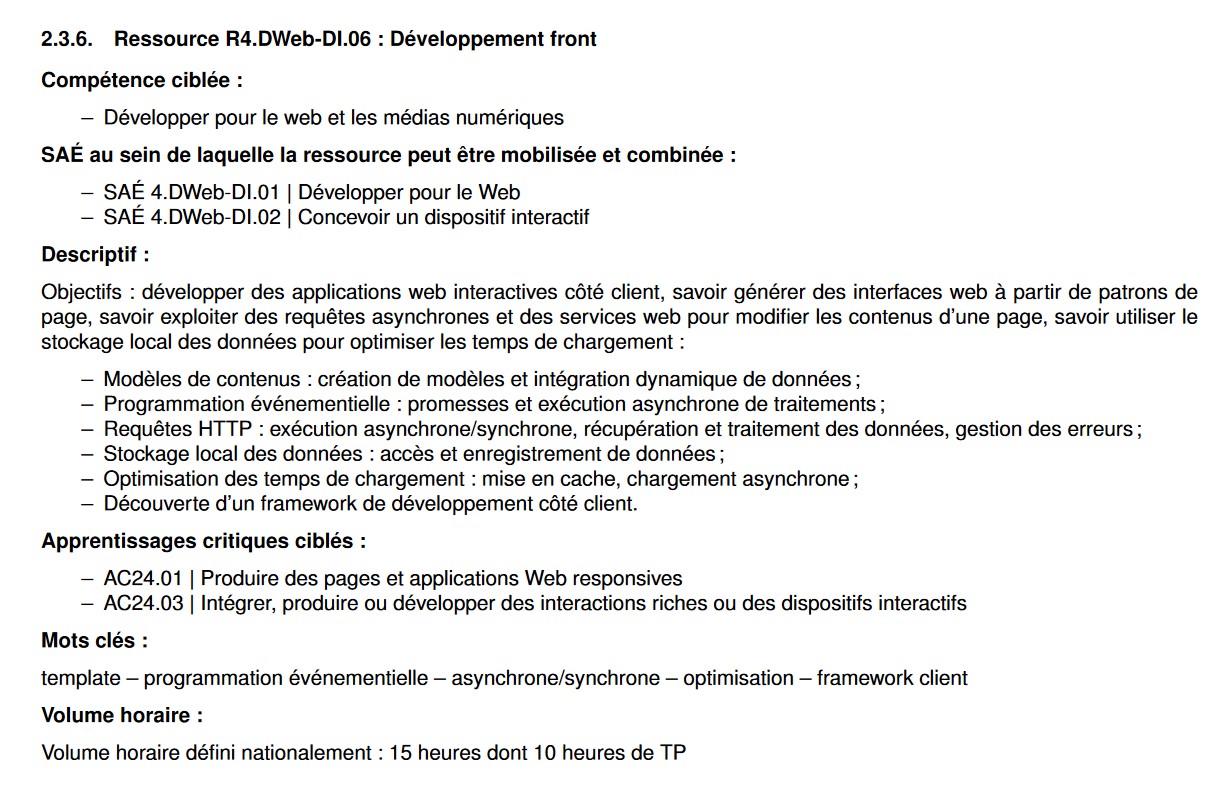 2.3.6. Ressource R4.DWeb-DI.06 : Développement front
Compétence ciblée :
– Développer pour le web et les médias numériques
SAÉ au sein de laquelle la ressource peut être mobilisée et combinée :
– SAÉ 4.DWeb-DI.01 | Développer pour le Web
– SAÉ 4.DWeb-DI.02 | Concevoir un dispositif interactif
Descriptif :
Objectifs : développer des applications web interactives côté client, savoir générer des interfaces web à partir de patrons de
page, savoir exploiter des requêtes asynchrones et des services web pour modifier les contenus d'une page, savoir utiliser le
stockage local des données pour optimiser les temps de chargement :
– Modèles de contenus : création de modèles et intégration dynamique de données ;
– Programmation événementielle : promesses et exécution asynchrone de traitements ;
– Requêtes HTTP : exécution asynchrone/synchrone, récupération et traitement des données, gestion des erreurs ;
– Stockage local des données : accès et enregistrement de données ;
– Optimisation des temps de chargement : mise en cache, chargement asynchrone ;
– Découverte d'un framework de développement côté client.
Apprentissages critiques ciblés :
– AC24.01 | Produire des pages et applications Web responsives
– AC24.03 | Intégrer, produire ou développer des interactions riches ou des dispositifs interactifs
Mots clés :
template – programmation événementielle – asynchrone/synchrone – optimisation – framework client
Volume horaire :
Volume horaire défini nationalement : 15 heures dont 10 heures de TP